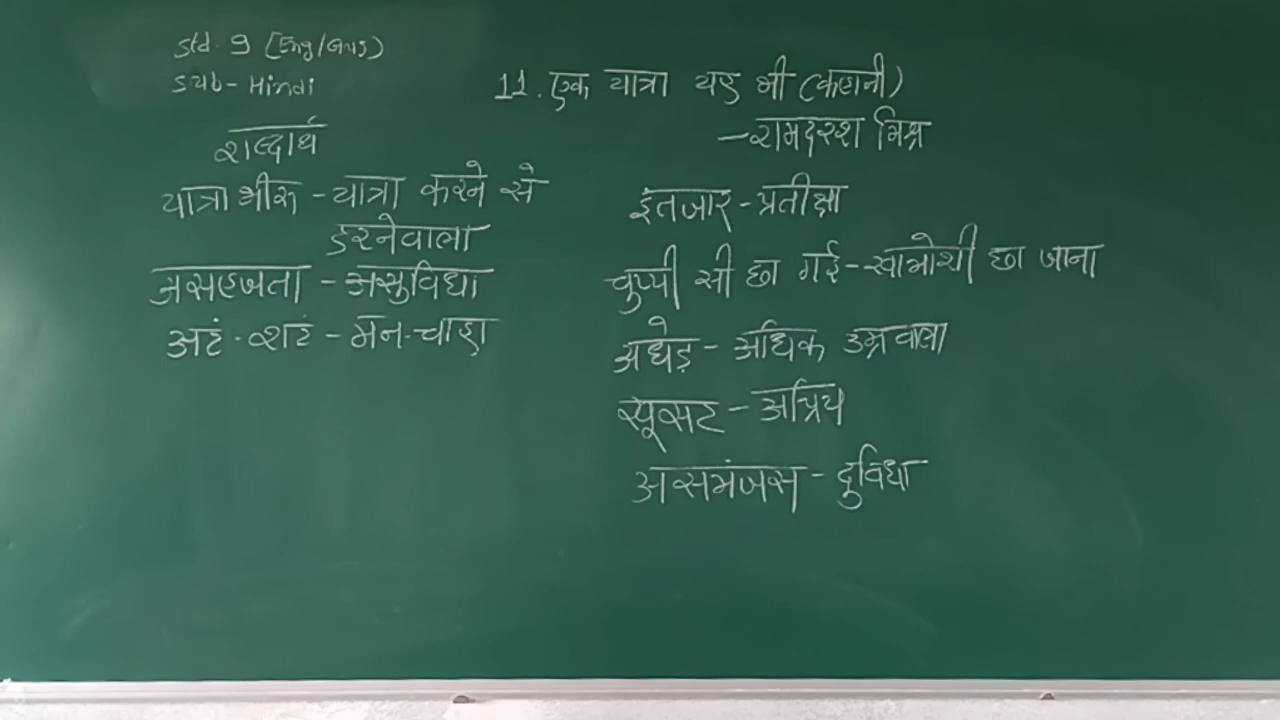 Std. 9 (Eng/Guj)
Sub- Hindi
11. एक यात्रा यह भी (कहानी)
- रामदरश मिश्र
शब्दार्थ
यात्रा भीरू - यात्रा करने से
डरनेवाला
असहजता - असुविधा
अटं. शटं - मन-चाहा
इंतजार - प्रतीक्षा
चुप्पी सी छा गई - खामोशी छा जाना
अधेड़ - अधिक उम्रवाला
खूसट - अप्रिय
असमंजस - दुविधा